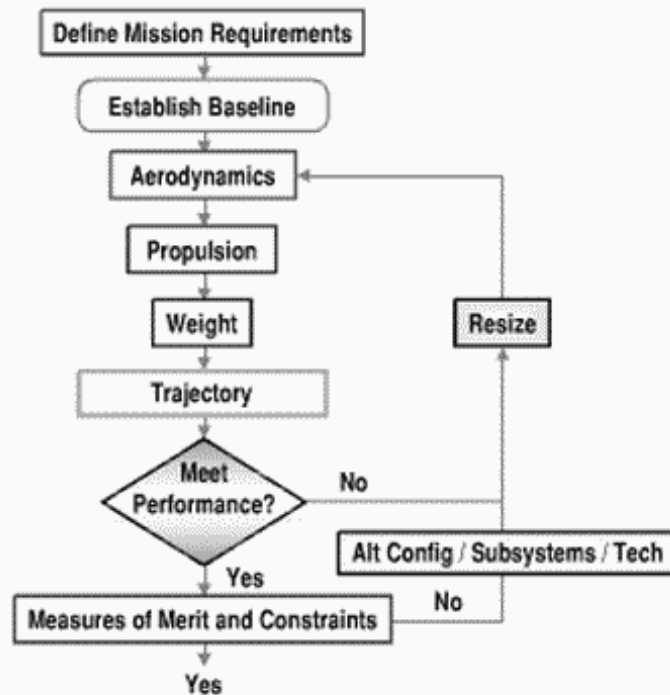 Define Mission Requirements
Establish Baseline
Aerodynamics
Propulsion
Weight
Resize
Trajectory
Meet
Performance?
No
Alt Config / Subsystems / Tech
Yes
Measures of Merit and Constraints
No
Yes